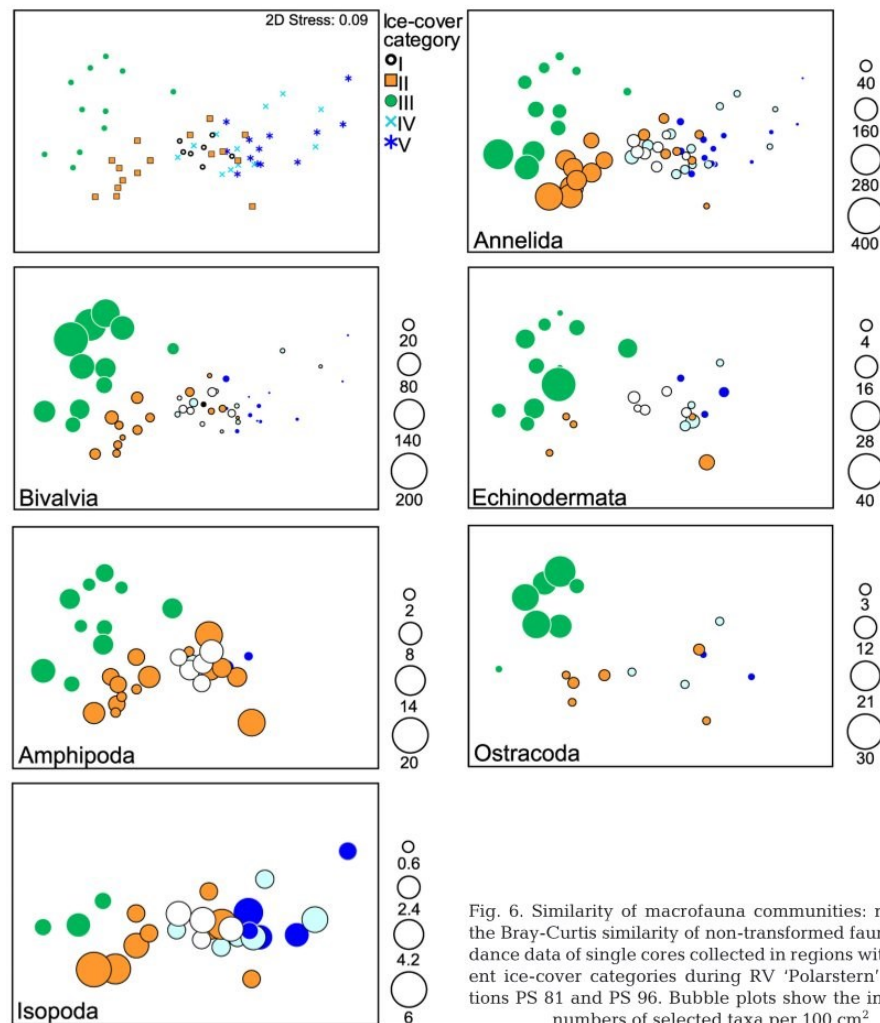 2D Stress: 0.09
Ice-cover
category
I
II
III
IV
V
40
160
280
400
Annelida
20
80
140
200
Bivalvia
4
16
28
40
Echinodermata
2
8
14
20
Amphipoda
3
12
21
30
Ostracoda
0.6
2.4
4.2
6
Isopoda
Fig. 6. Similarity of macrofauna communities:
the Bray-Curtis similarity of non-transformed
dance data of single cores collected in regions
ent ice-cover categories during RV 'Polarstern'
tions PS 81 and PS 96. Bubble plots show the
numbers of selected taxa per 100 cm²